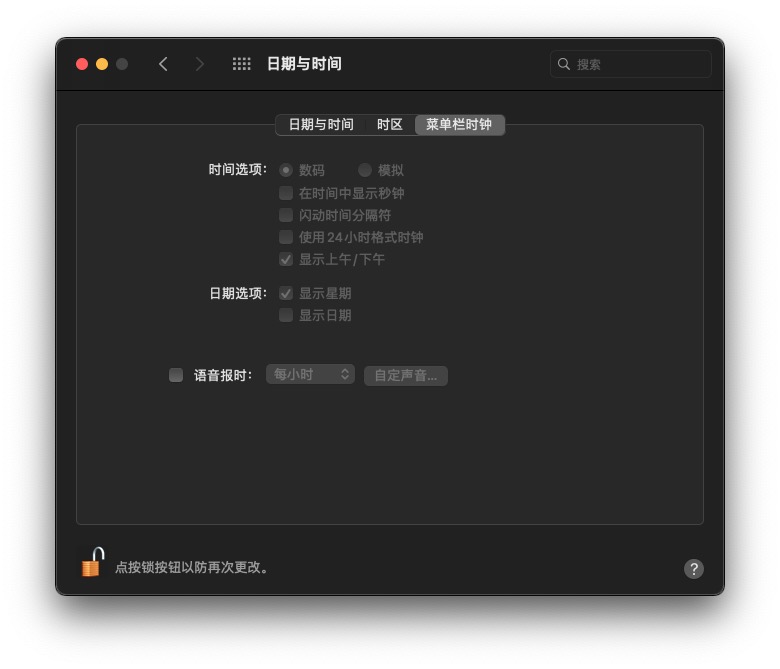 日期与时间
搜索
日期与时间 时区 菜单栏时钟
时间选项: 数码 模拟
在时间中显示秒钟
闪动时间分隔符
使用24小时格式时钟
显示上午/下午
日期选项: 显示星期
显示日期
语音报时: 每小时 自定声音...
点按锁按钮以防再次更改。
?